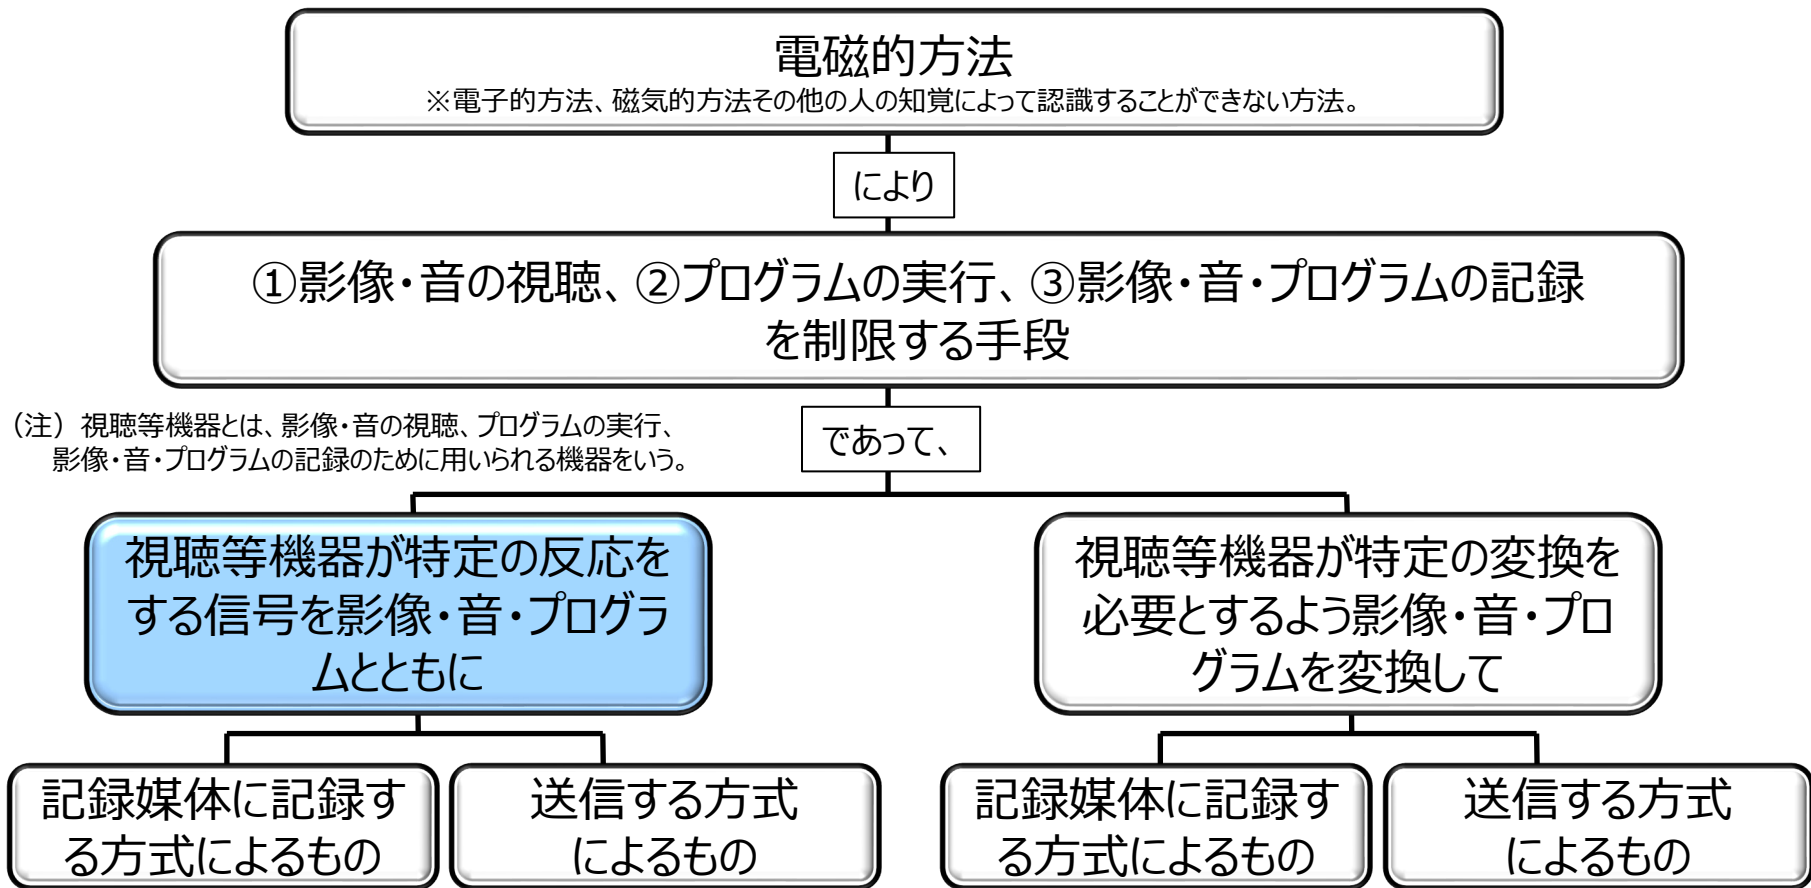 電磁的方法
※電子的方法、磁気的方法その他の人の知覚によって認識することができない方法。
により
①影像・音の視聴、②プログラムの実行、③影像・音・プログラムの記録
を制限する手段
（注）視聴等機器とは、影像・音の視聴、プログラムの実行、
影像・音・プログラムの記録のために用いられる機器をいう。
であって、
視聴等機器が特定の反応を
する信号を影像・音・プログラ
ムとともに
視聴等機器が特定の変換を
必要とするよう影像・音・プロ
グラムを変換して
記録媒体に記録す
る方式によるもの
送信する方式
によるもの
記録媒体に記録す
る方式によるもの
送信する方式
によるもの